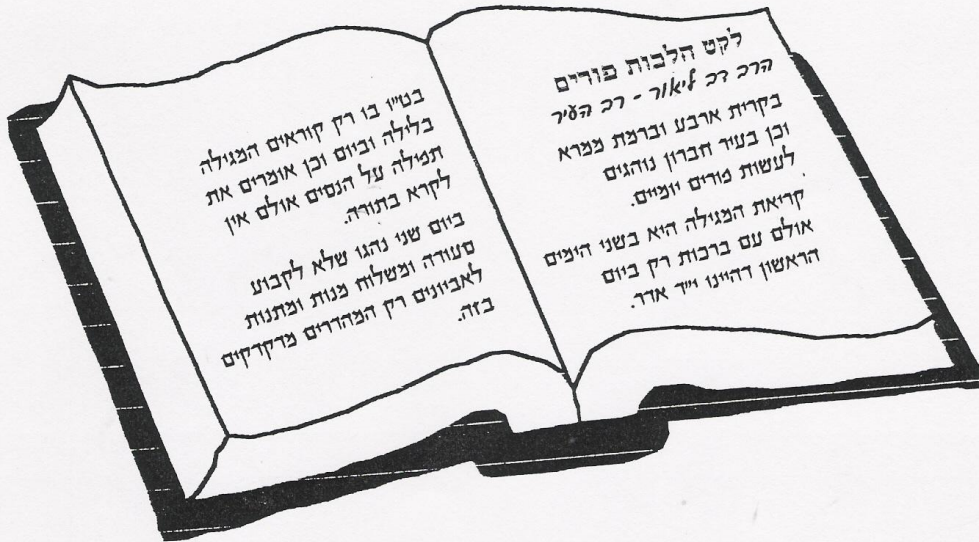 לקט הלכות פורים
הרב דב ליאור - רב העיר
בקרית ארבע וברמת ממרא
וכן בעיר חברון נוהגים
לעשות פורים יומיים.
קריאת המגילה היא בשני הימים
אולם עם ברכות רק ביום
הראשון דהיינו י״ד אדר.
בט״ו בו רק קוראים המגילה
בלילה וביום וכן אומרים את
תפילה על הנסים אולם אין
לקרא בתורה.
ביום שני נהגו שלא לקבוע
סעודה ומשלוח מנות ומתנות
לאביונים רק המהדרים מדקדקים
בזה.